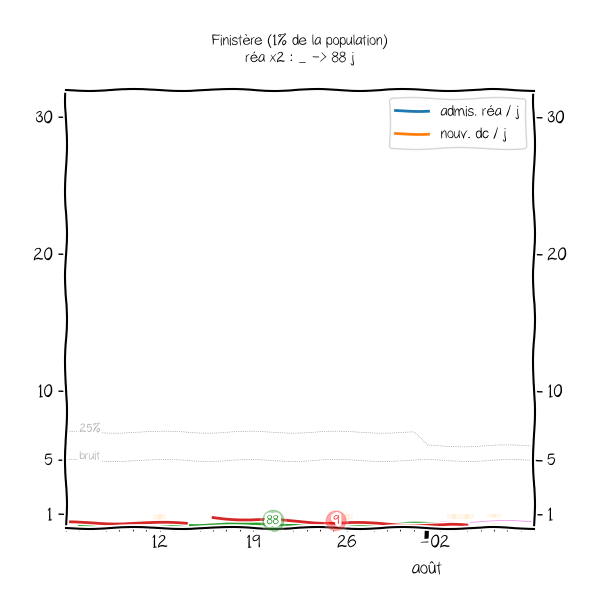 Finistère (1% de la population)
réa x2 : _ -> 88 j
admis. réa / j
nouv. dc / j
30
30
20
20
10
10
25%
5
bruit
5
1
88
9
1
12
19
26
02
août